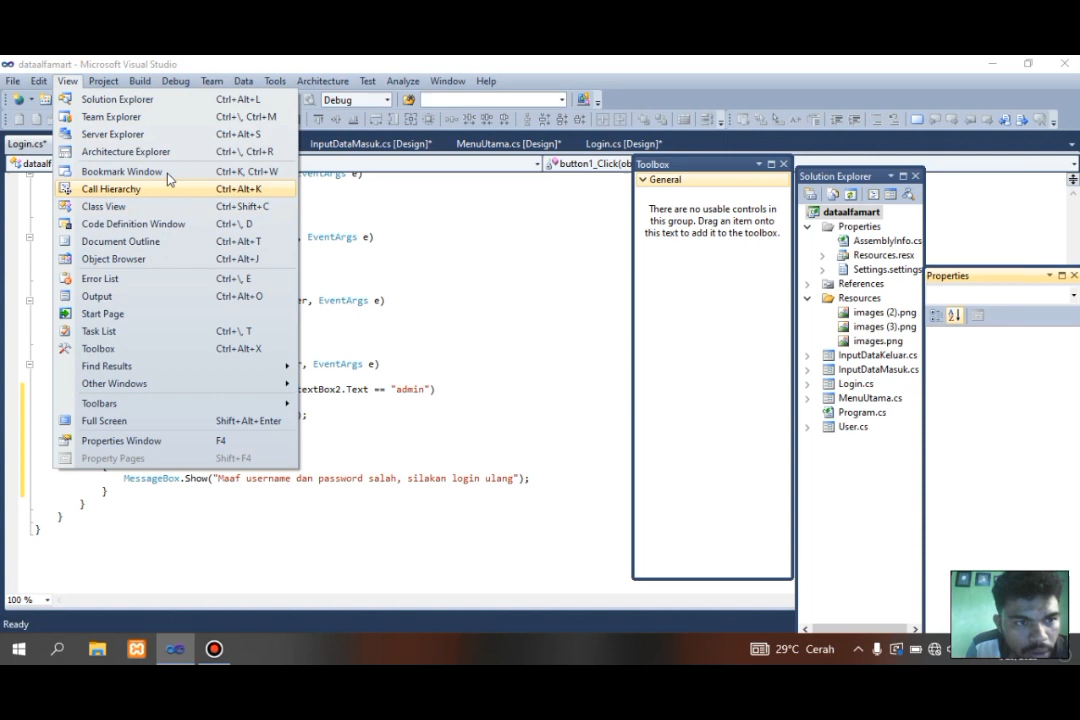 dataalfamart - Microsoft Visual Studio
File Edit View Project Build Debug Team Data Tools Architecture Test Analyze Window Help
Debug
Login.cs* InputDataMasuk.cs [Design]* MenuUtama.cs [Design]* Login.cs [Design]*
dataalf button1_Click(ob
Solution Explorer Ctrl+Alt+L
Team Explorer Ctrl+\, Ctrl+M
Server Explorer Ctrl+Alt+S
Architecture Explorer Ctrl+\, Ctrl+R
Bookmark Window Ctrl+K, Ctrl+W
Call Hierarchy Ctrl+Alt+K
Class View Ctrl+Shift+C
Code Definition Window Ctrl+\, D
Document Outline Ctrl+Alt+T
Object Browser Ctrl+Alt+J
Error List Ctrl+\, E
Output Ctrl+Alt+O
Start Page
Task List Ctrl+\, T
Toolbox Ctrl+Alt+X
Find Results
Other Windows
Toolbars
Full Screen Shift+Alt+Enter
Properties Window F4
Property Pages Shift+F4
EventArgs e)
, EventArgs e)
r, EventArgs e)
, EventArgs e)
textBox2.Text == "admin")
);
{
MessageBox.Show("Maaf username dan password salah, silakan login ulang");
}
}
}
}
100 %
Toolbox
General
There are no usable controls in
this group. Drag an item onto
this text to add it to the toolbox.
Solution Explorer
dataalfamart
Properties
AssemblyInfo.cs
Resources.resx
Settings.settings
References
Resources
images (2).png
images (3).png
images.png
InputDataKeluar.cs
InputDataMasuk.cs
Login.cs
MenuUtama.cs
Program.cs
User.cs
Properties
Ready
29°C Cerah